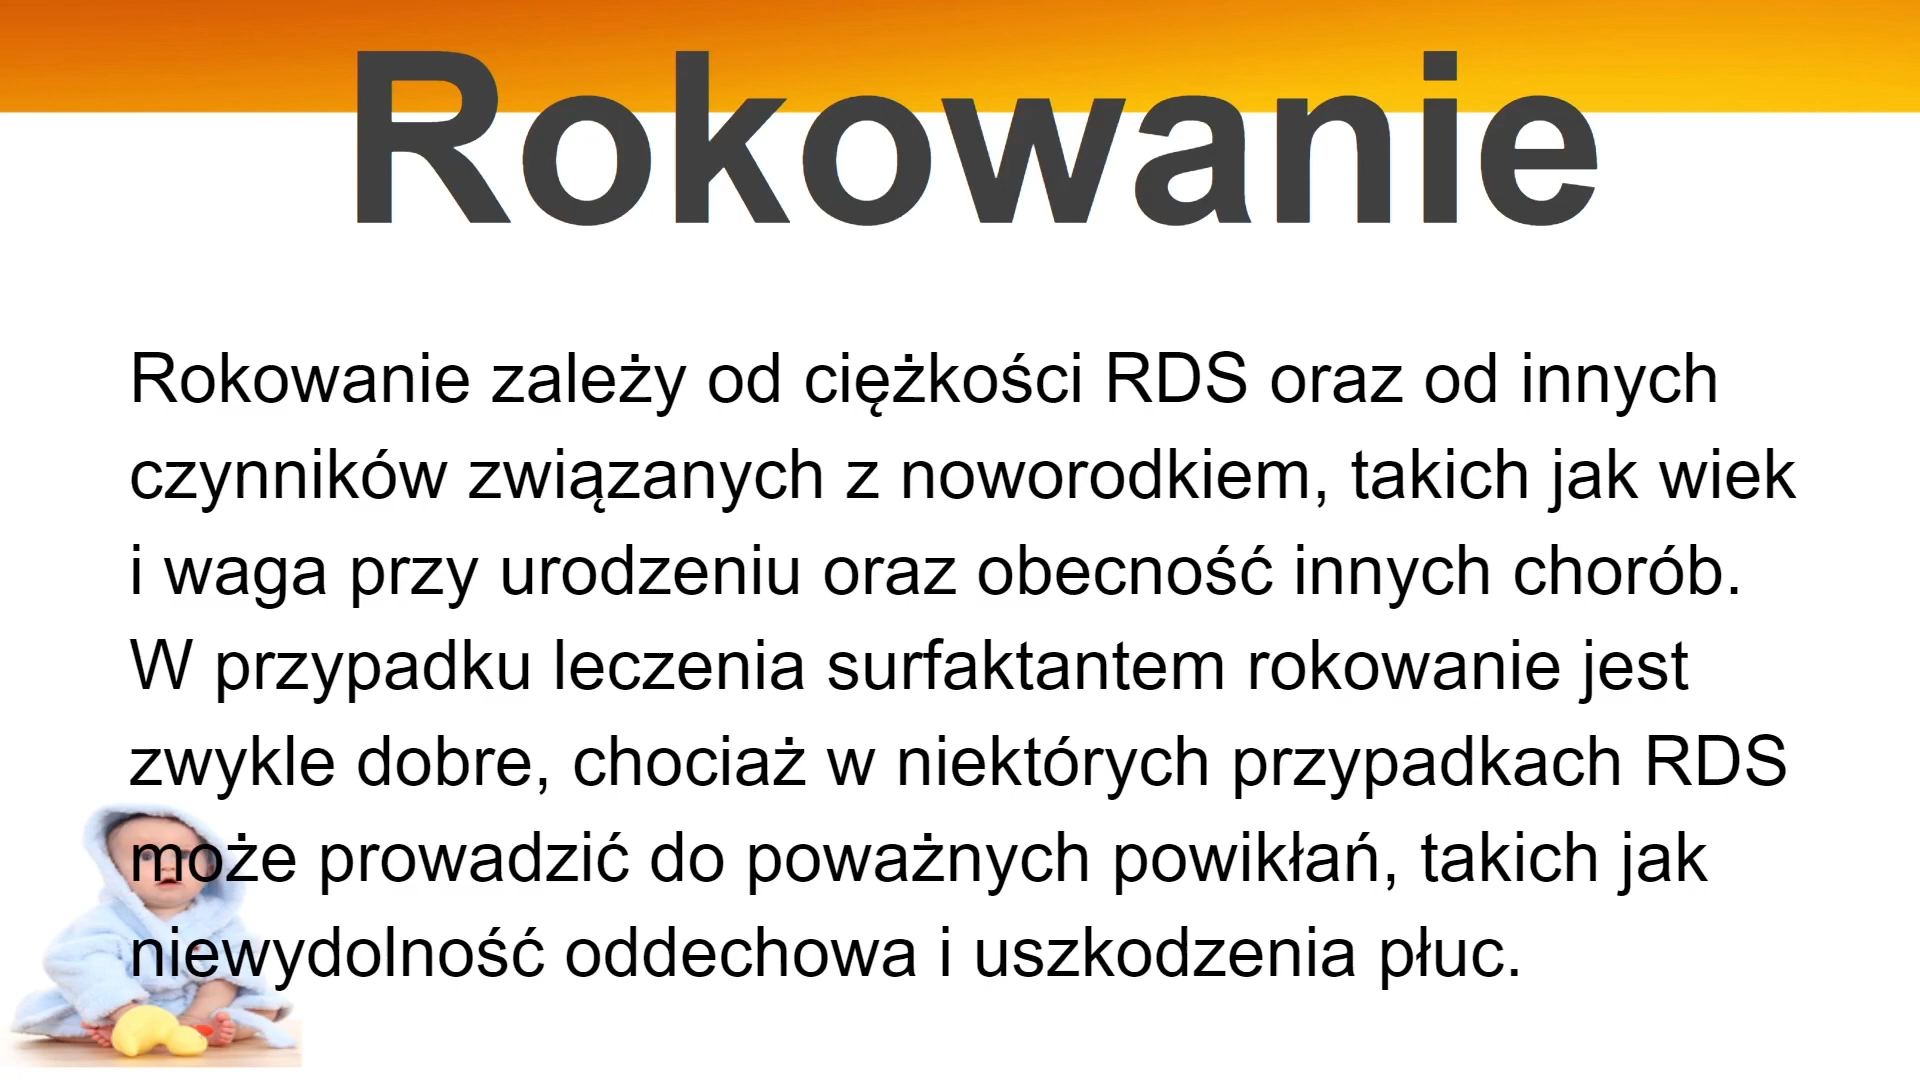 Rokowanie
Rokowanie zależy od ciężkości RDS oraz od innych
czynników związanych z noworodkiem, takich jak wiek
i waga przy urodzeniu oraz obecność innych chorób.
W przypadku leczenia surfaktantem rokowanie jest
zwykle dobre, chociaż w niektórych przypadkach RDS
może prowadzić do poważnych powikłań, takich jak
niewydolność oddechowa i uszkodzenia płuc.